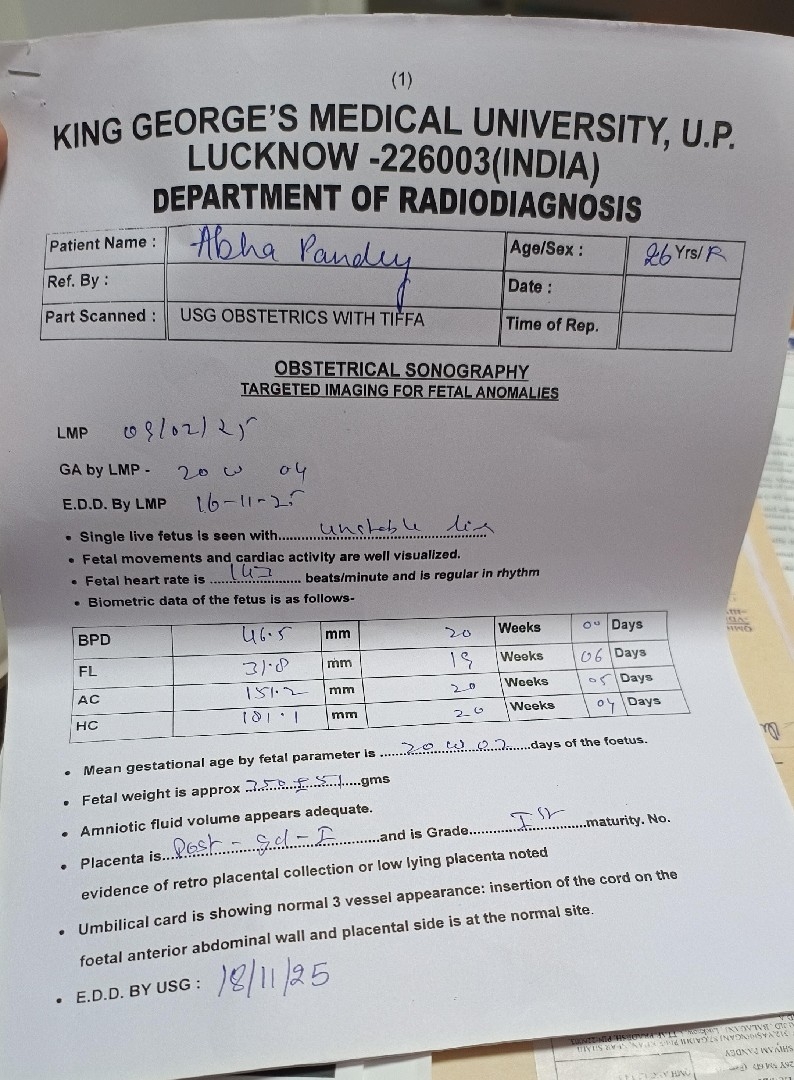 (1)
KING GEORGE'S MEDICAL UNIVERSITY, U.P.
LUCKNOW -226003(INDIA)
DEPARTMENT OF RADIODIAGNOSIS
Patient Name : Abha Pandey Age/Sex : 26 Yrs/F
Ref. By : Date :
Part Scanned : USG OBSTETRICS WITH TIFFA Time of Rep.
OBSTETRICAL SONOGRAPHY
TARGETED IMAGING FOR FETAL ANOMALIES
LMP 09/02/25
GA by LMP - 20 w 04
E.D.D. By LMP 16-11-25
• Single live fetus is seen with....unstable lie
• Fetal movements and cardiac activity are well visualized.
• Fetal heart rate is ........ beats/minute and is regular in rhythm
• Biometric data of the fetus is as follows-
BPD 46.5 mm 20 Weeks 00 Days
FL 31.8 mm 19 Weeks 06 Days
AC 151.2 mm 20 Weeks 05 Days
HC 181.1 mm 20 Weeks 04 Days
• Mean gestational age by fetal parameter is ....20 w 02....days of the foetus.
• Fetal weight is approx 350 ± 51....gms
• Amniotic fluid volume appears adequate.
• Placenta is...Post - Gd - I....and is Grade....Ist....maturity. No.
evidence of retro placental collection or low lying placenta noted
• Umbilical card is showing normal 3 vessel appearance: insertion of the cord on the
foetal anterior abdominal wall and placental side is at the normal site.
• E.D.D. BY USG : 18/11/25